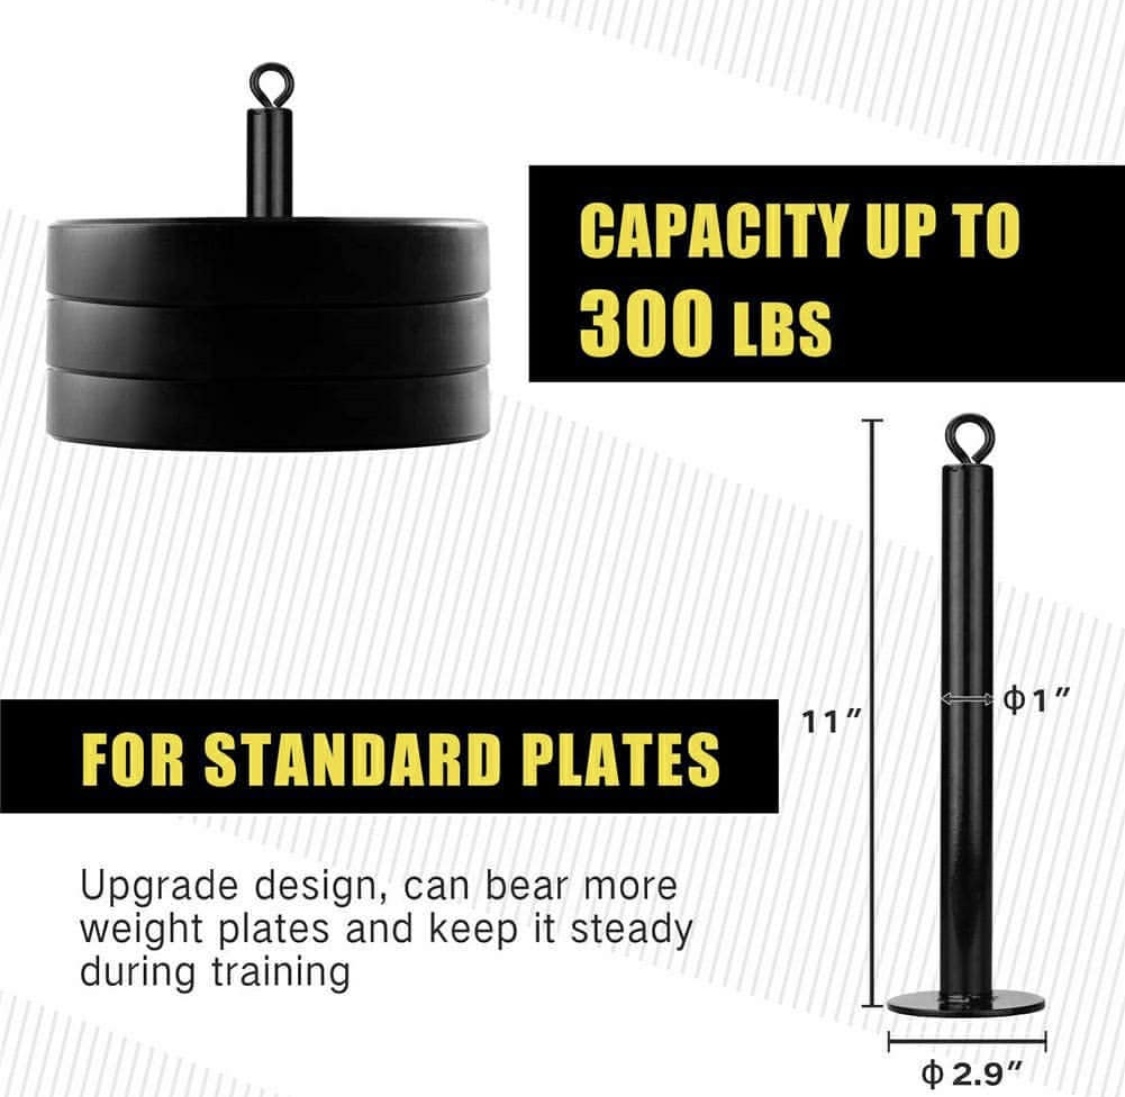 CAPACITY UP TO
300 LBS
11″
ϕ1″
FOR STANDARD PLATES
Upgrade design, can bear more
weight plates and keep it steady
during training
ϕ2.9″